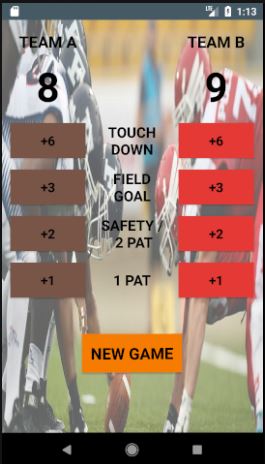 LTE 1:13
TEAM A TEAM B
8 9
+6 TOUCH DOWN +6
+3 FIELD GOAL +3
+2 SAFETY / 2 PAT +2
+1 1 PAT +1
NEW GAME